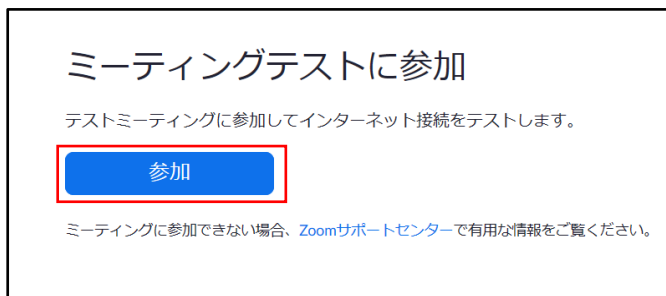 ミーティングテストに参加
テストミーティングに参加してインターネット接続をテストします。
参加
ミーティングに参加できない場合、Zoomサポートセンターで有用な情報をご覧ください。